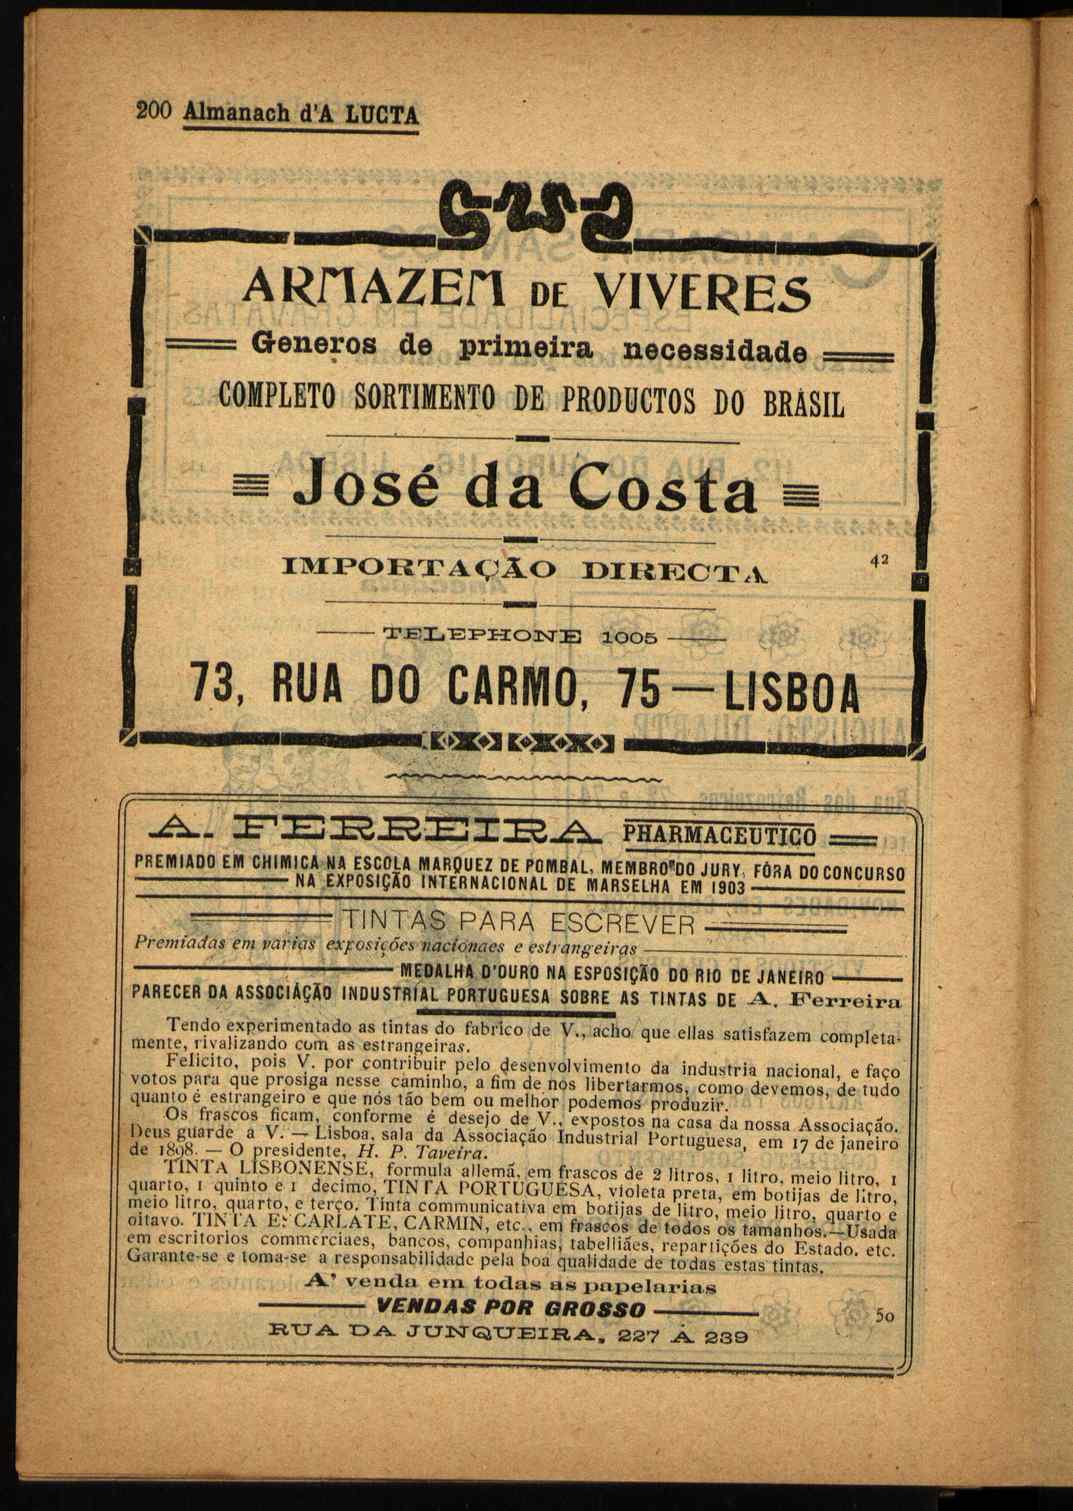 200 Almanach d'A LUCTA
ARMAZEM DE VIVERES
Generos de primeira necessidade
COMPLETO SORTIMENTO DE PRODUCTOS DO BRASIL
José da Costa
IMPORTAÇÃO DIRECTA 42
TELEPHONE 1005
73, RUA DO CARMO, 75—LISBOA
A. FERREIRA PHARMACEUTICO
PREMIADO EM CHIMICA NA ESCOLA MARQUEZ DE POMBAL, MEMBRO DO JURY, FÓRA DO CONCURSO
NA EXPOSIÇÃO INTERNACIONAL DE MARSELHA EM 1903
TINTAS PARA ESCREVER
Premiadas em varias exposições nacionaes e estrangeiras
MEDALHA D'OURO NA ESPOSIÇÃO DO RIO DE JANEIRO
PARECER DA ASSOCIAÇÃO INDUSTRIAL PORTUGUESA SOBRE AS TINTAS DE A. Ferreira
Tendo experimentado as tintas do fabrico de V., acho que ellas satisfazem completa-
mente, rivalizando com as estrangeiras.
Felicito, pois V. por contribuir pelo desenvolvimento da industria nacional, e faço
votos para que prosiga nesse caminho, a fim de nos libertarmos, como devemos, de tudo
quanto é estrangeiro e que nós tão bem ou melhor podemos produzir.
Os frascos ficam, conforme é desejo de V., expostos na casa da nossa Associação.
Deus guarde a V. — Lisboa, sala da Associação Industrial Portuguesa, em 17 de janeiro
de 1898. — O presidente, H. P. Taveira.
TINTA LISBONENSE, formula allemã, em frascos de 2 litros, 1 litro, meio litro, 1
quarto, 1 quinto e 1 decimo, TINTA PORTUGUESA, violeta preta, em botijas de litro,
meio litro, quarto, e terço. Tinta communicativa em botijas de litro, meio litro, quarto e
oitavo. TINTA ESCARLATE, CARMIN, etc., em frascos de todos os tamanhos.—Usada
em escritorios commerciaes, bancos, companhias, tabelliães, repartições do Estado, etc.
Garante-se e toma-se a responsabilidade pela boa qualidade de todas estas tintas.
A' venda em todas as papelarias
VENDAS POR GROSSO 50
RUA DA JUNQUEIRA, 227 A 239